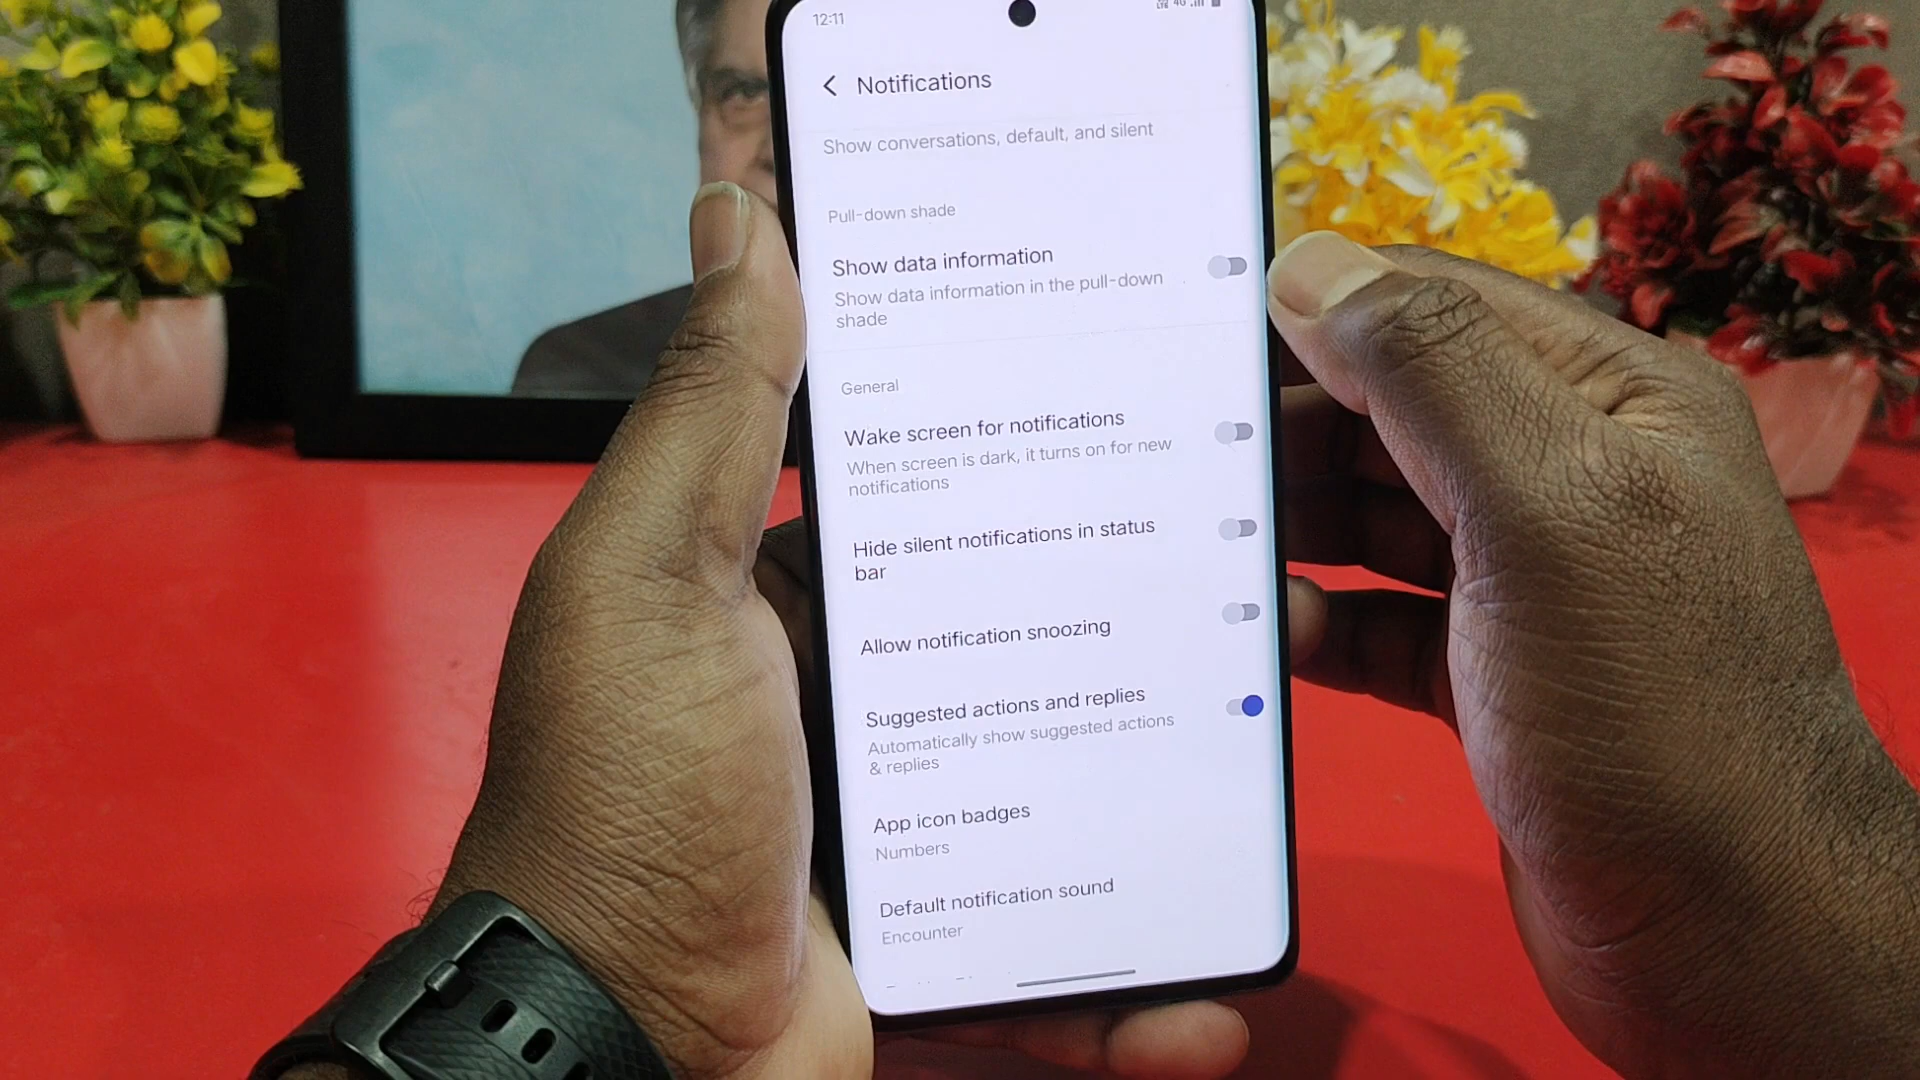 12:11
LTE 4G
Notifications
Show conversations, default, and silent
Pull-down shade
Show data information
Show data information in the pull-down
shade
General
Wake screen for notifications
When screen is dark, it turns on for new
notifications
Hide silent notifications in status
bar
Allow notification snoozing
Suggested actions and replies
Automatically show suggested actions
& replies
App icon badges
Numbers
Default notification sound
Encounter